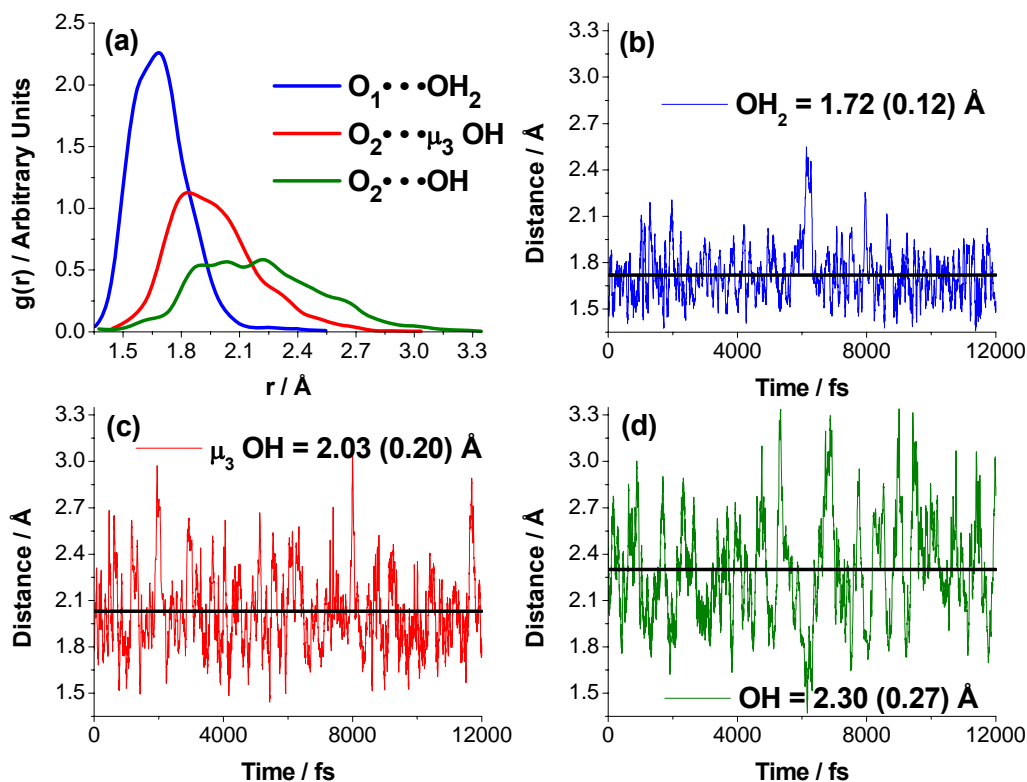 (a)
g(r) / Arbitrary Units
2.5
2.0
1.5
1.0
0.5
0.0
O₁•••OH₂
O₂•••μ₃ OH
O₂•••OH
1.5 1.8 2.1 2.4 2.7 3.0 3.3
r / Å
(b)
Distance / Å
3.3
3.0
2.7
2.4
2.1
1.8
1.5
OH₂ = 1.72 (0.12) Å
0 4000 8000 12000
Time / fs
(c)
Distance / Å
3.3
3.0
2.7
2.4
2.1
1.8
1.5
μ₃ OH = 2.03 (0.20) Å
0 4000 8000 12000
Time / fs
(d)
Distance / Å
3.3
3.0
2.7
2.4
2.1
1.8
1.5
OH = 2.30 (0.27) Å
0 4000 8000 12000
Time / fs